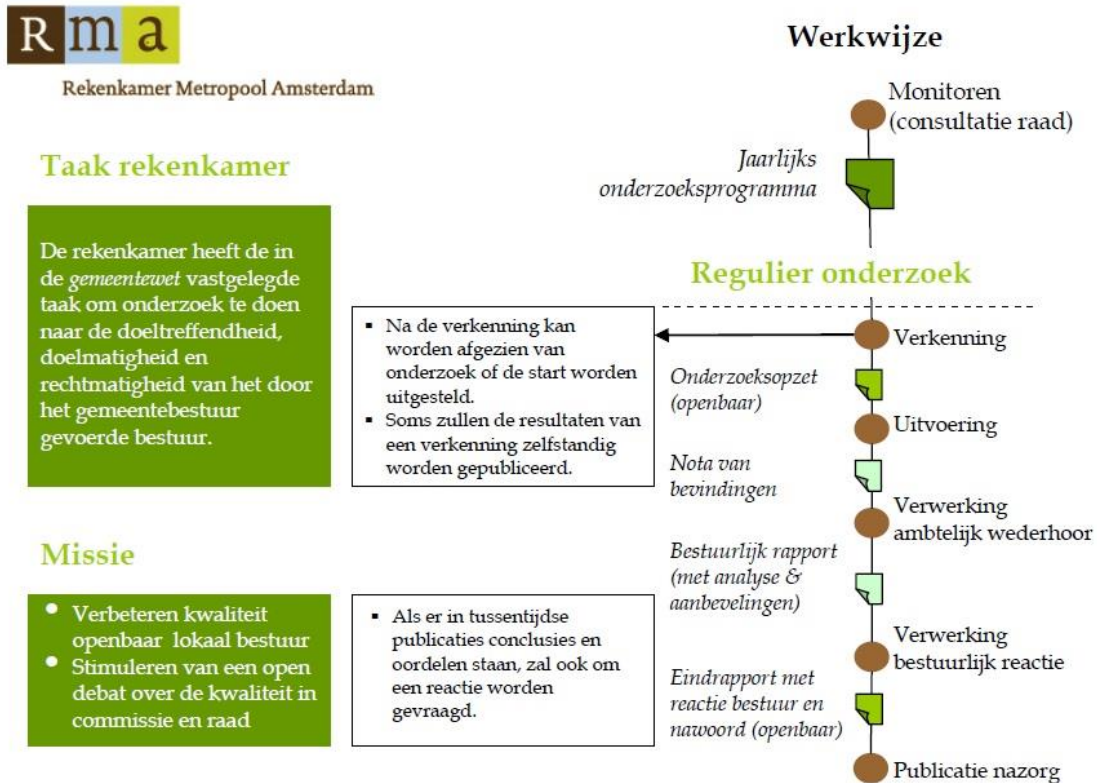 Rma
Rekenkamer Metropool Amsterdam
Taak rekenkamer
De rekenkamer heeft de in
de gemeentewet vastgelegde
taak om onderzoek te doen
naar de doeltreffendheid,
doelmatigheid en
rechtmatigheid van het door
het gemeentebestuur
gevoerde bestuur.
Missie
• Verbeteren kwaliteit
openbaar lokaal bestuur
• Stimuleren van een open
debat over de kwaliteit in
commissie en raad
▪ Na de verkenning kan
worden afgezien van
onderzoek of de start worden
uitgesteld.
▪ Soms zullen de resultaten van
een verkenning zelfstandig
worden gepubliceerd.
▪ Als er in tussentijdse
publicaties conclusies en
oordelen staan, zal ook om
een reactie worden
gevraagd.
Werkwijze
Monitoren
(consultatie raad)
Jaarlijks
onderzoeksprogramma
Regulier onderzoek
Verkenning
Onderzoeksopzet
(openbaar)
Uitvoering
Nota van
bevindingen
Verwerking
ambtelijk wederhoor
Bestuurlijk rapport
(met analyse &
aanbevelingen)
Verwerking
bestuurlijk reactie
Eindrapport met
reactie bestuur en
nawoord (openbaar)
Publicatie nazorg